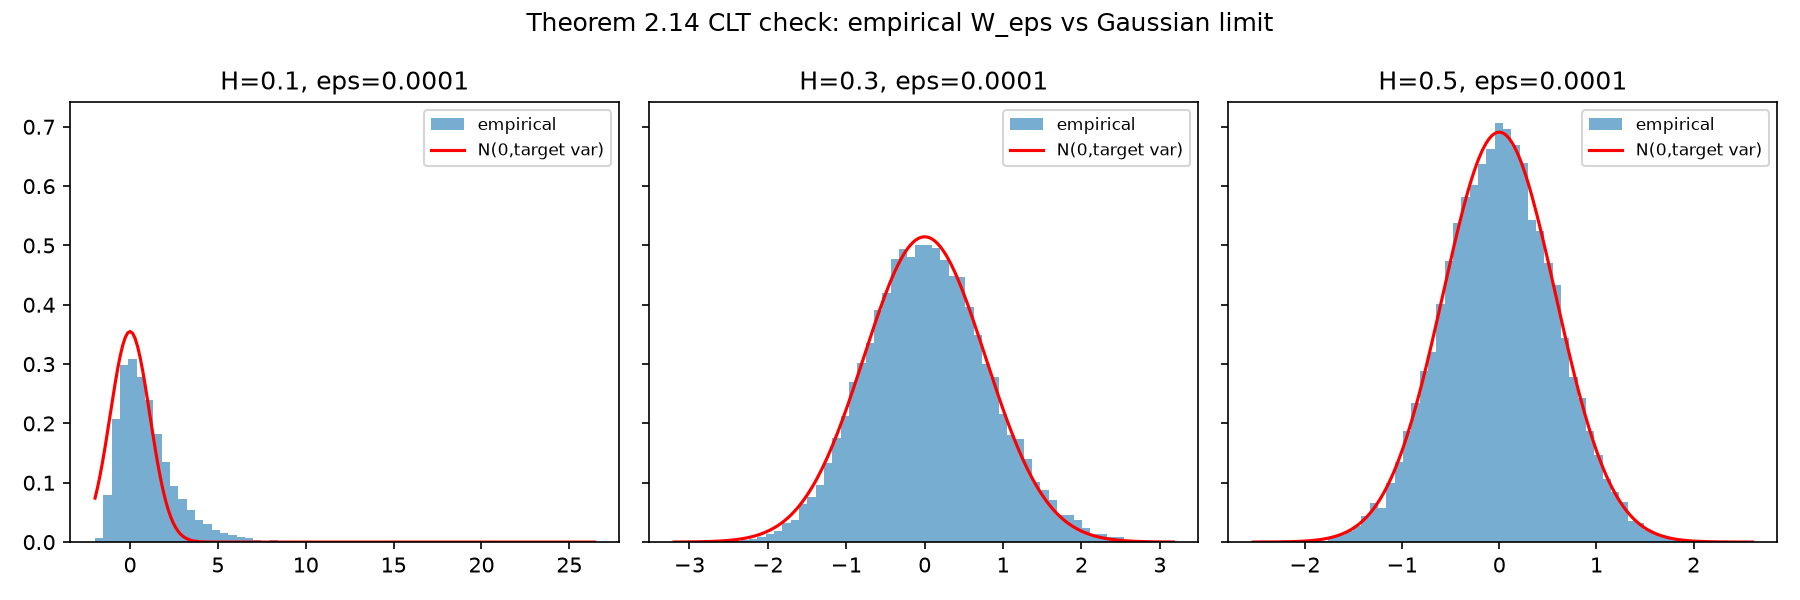 Theorem 2.14 CLT check: empirical W_eps vs Gaussian limit
H=0.1, eps=0.0001
H=0.3, eps=0.0001
H=0.5, eps=0.0001
empirical
N(0,target var)
empirical
N(0,target var)
empirical
N(0,target var)
0.7
0.6
0.5
0.4
0.3
0.2
0.1
0.0
0 5 10 15 20 25
−3 −2 −1 0 1 2 3
−2 −1 0 1 2